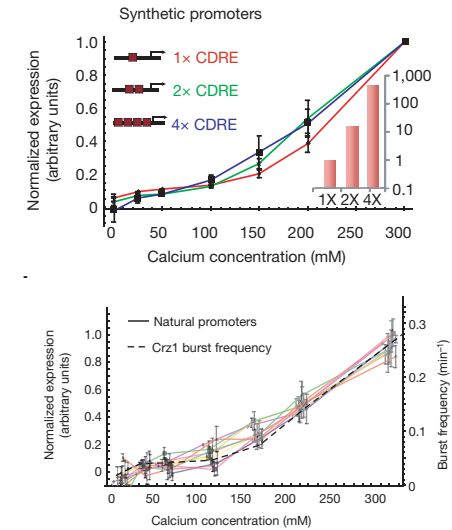 Synthetic promoters
Normalized expression
(arbitrary units)
1.0
0.8
0.6
0.4
0.2
0
1× CDRE
2× CDRE
4× CDRE
1,000
100
10
1
0.1
1X 2X 4X
0 50 100 150 200 250 300
Calcium concentration (mM)
Normalized expression
(arbitrary units)
1.0
0.8
0.6
0.4
0.2
0
Natural promoters
Crz1 burst frequency
0.3
0.2
0.1
0
Burst frequency (min⁻¹)
0 50 100 150 200 250 300
Calcium concentration (mM)